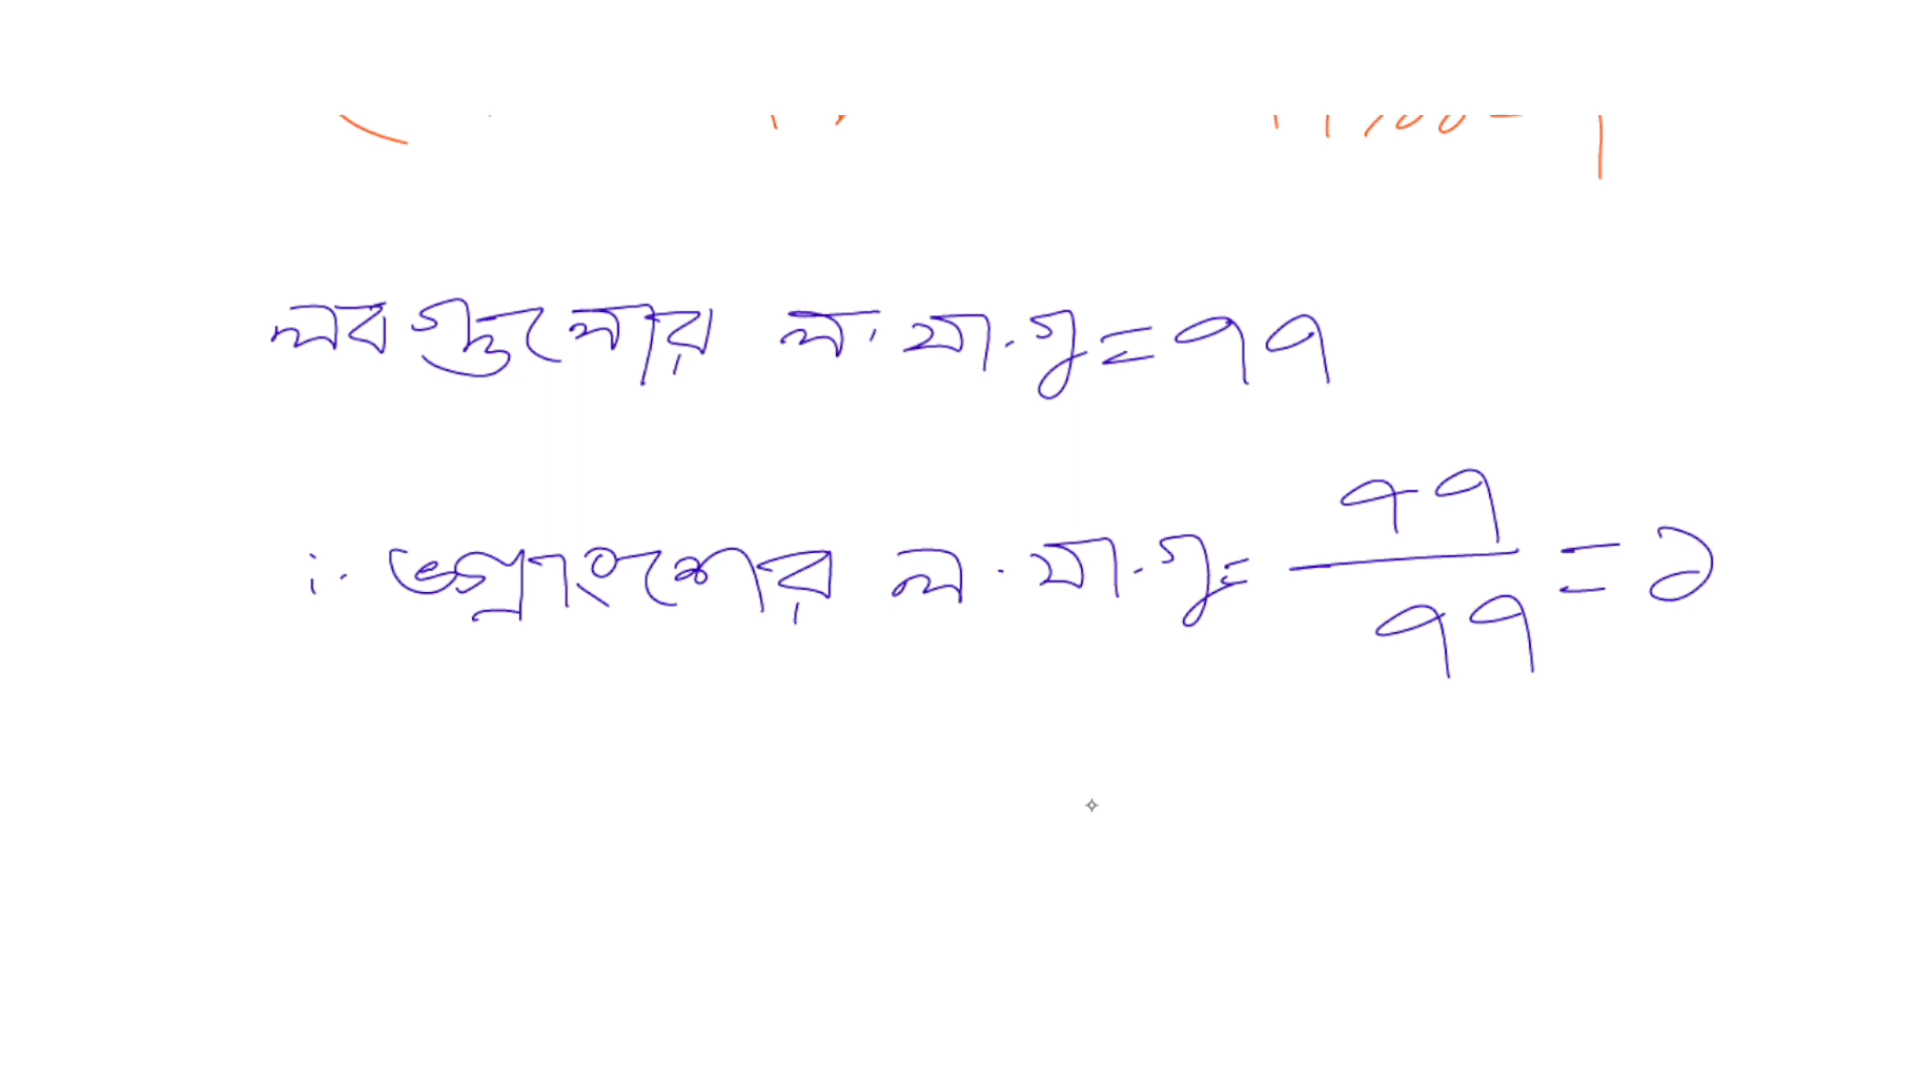 লবগুলোর ল.সা.গু = ৭৭
∴ ভগ্নাংশের ল.সা.গু = ৭৭/৭৭ = ১